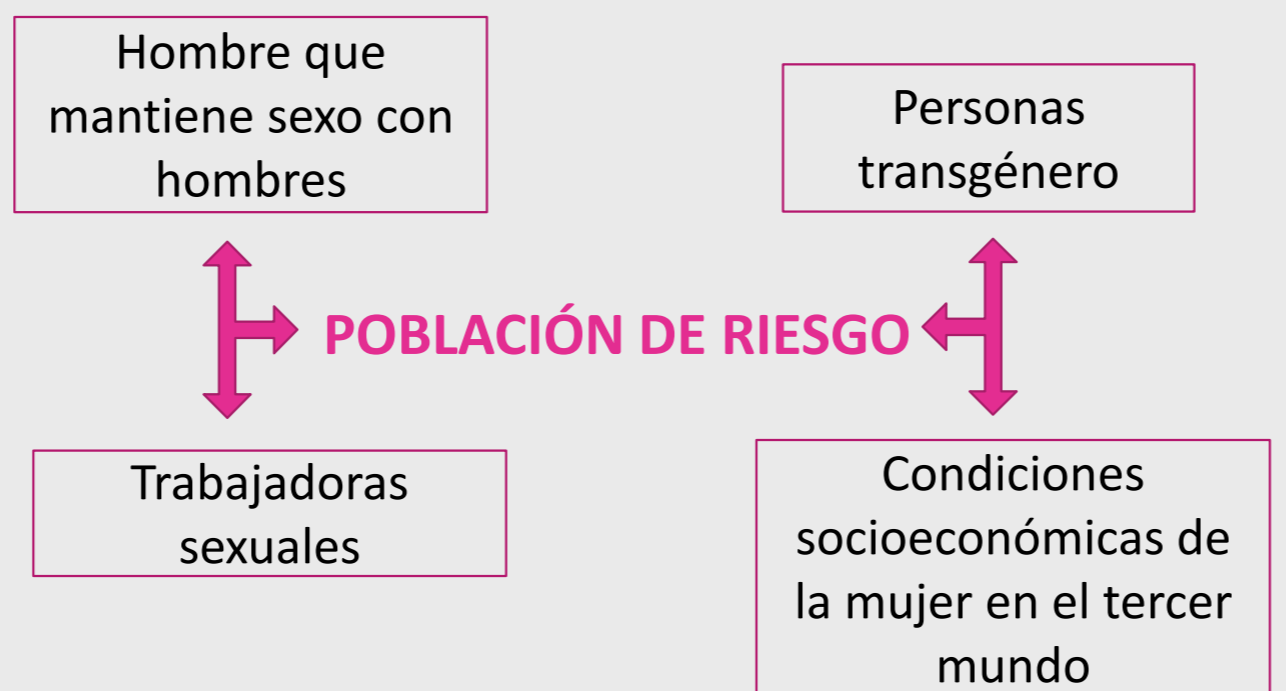 Hombre que
mantiene sexo con
hombres
Personas
transgénero
POBLACIÓN DE RIESGO
Trabajadoras
sexuales
Condiciones
socioeconómicas de
la mujer en el tercer
mundo